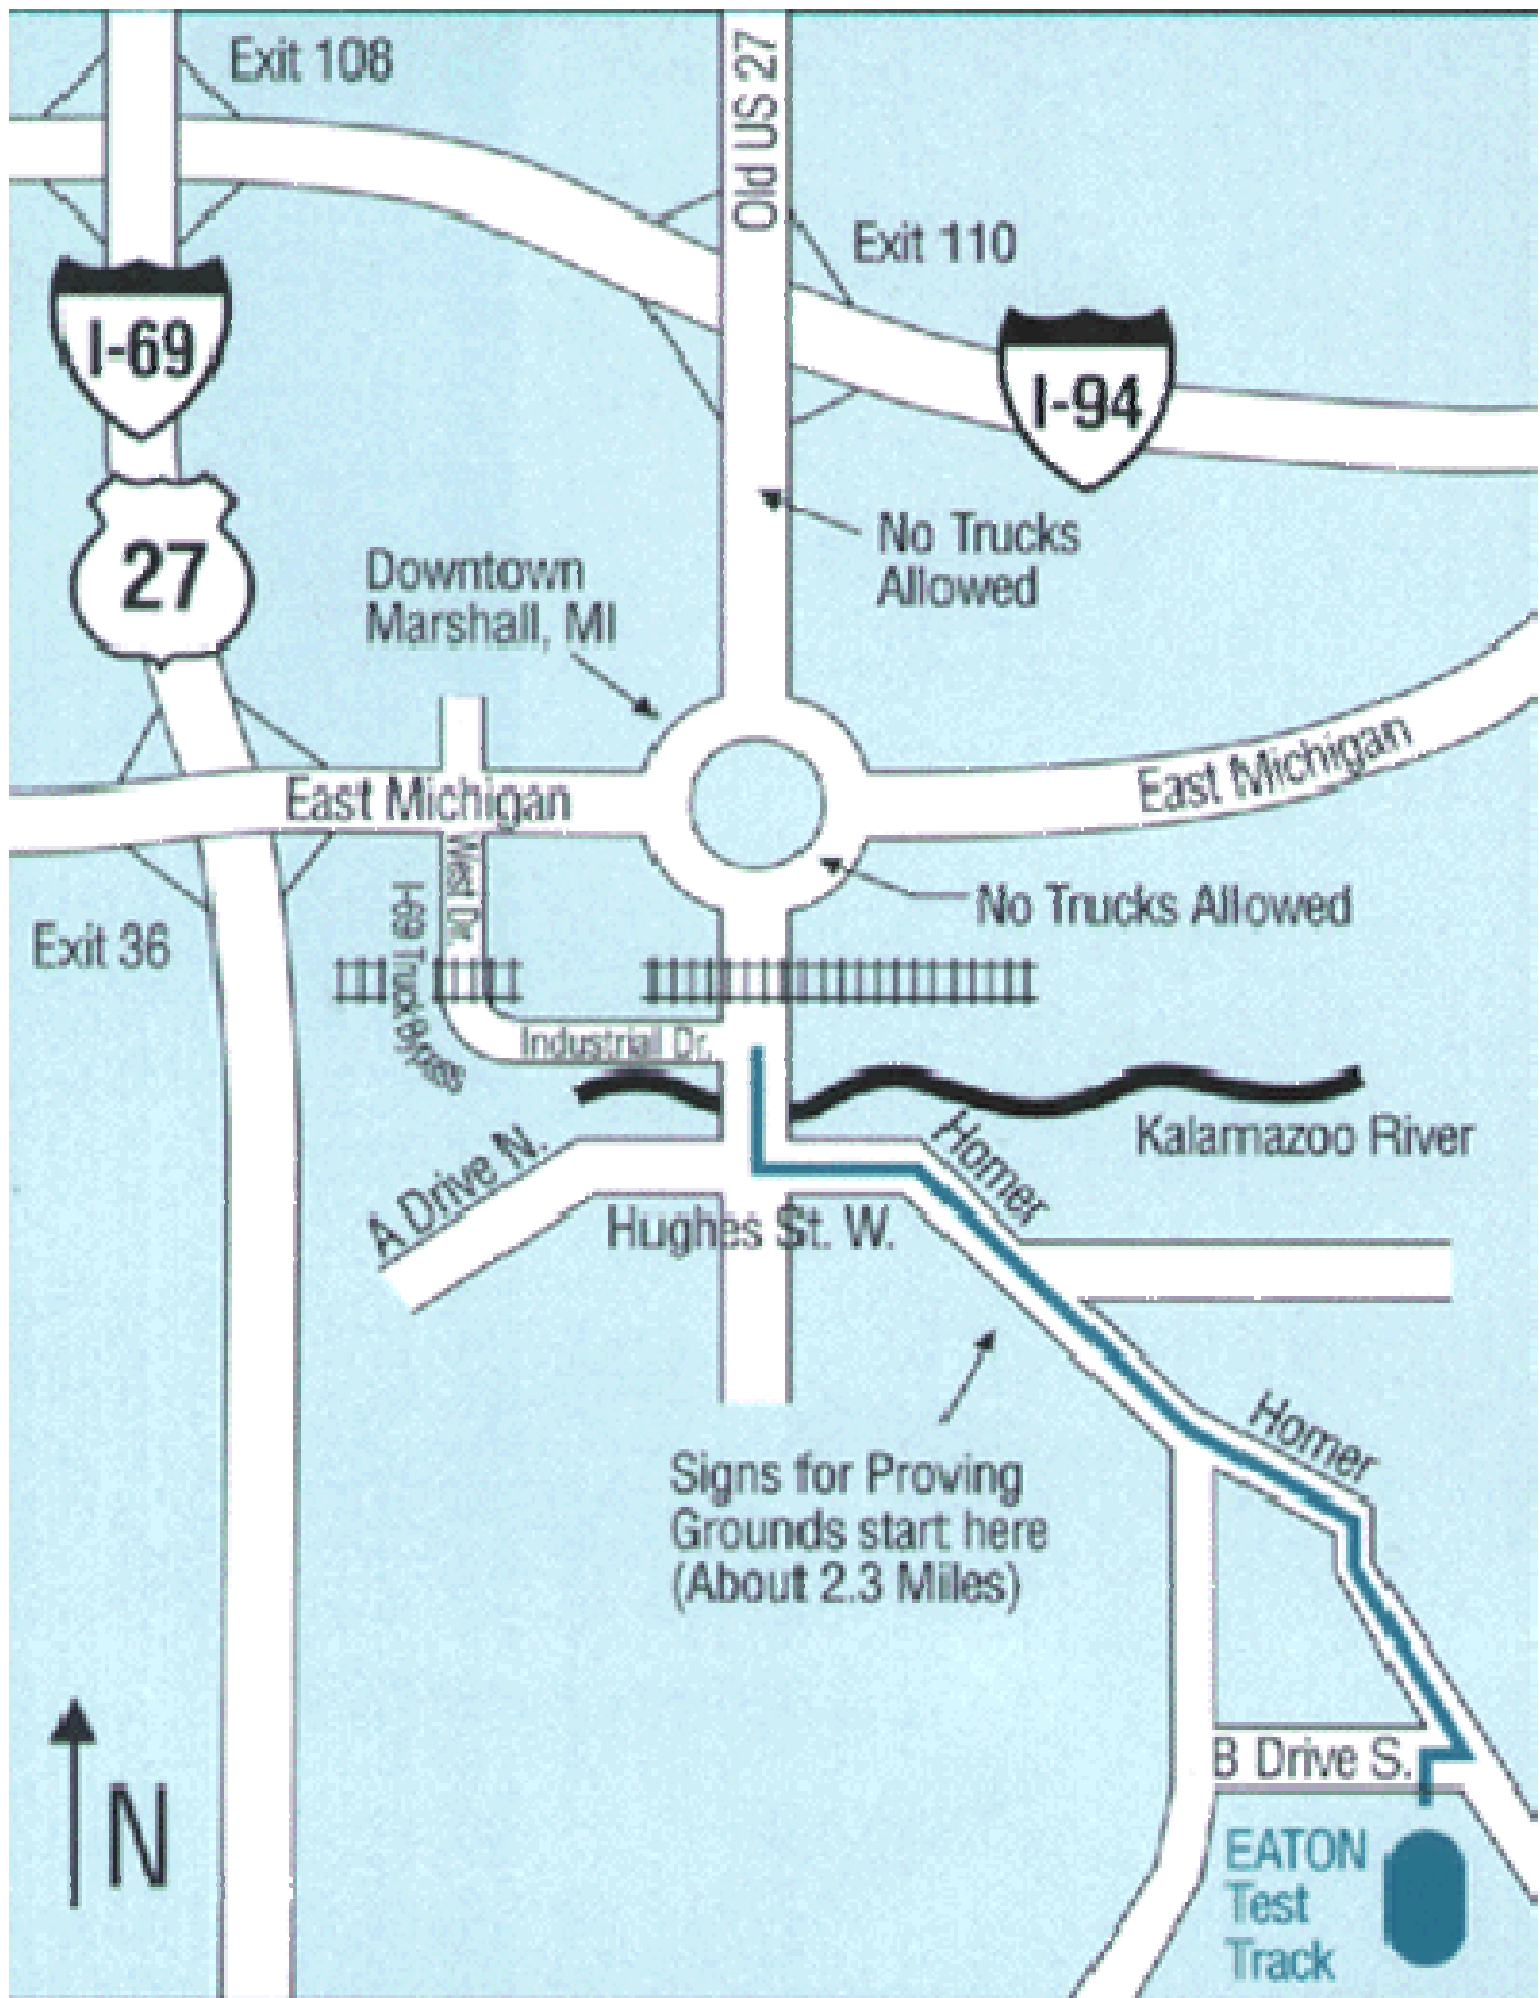 Exit 108
Old US 27
Exit 110
I-69
I-94
27
No Trucks
Allowed
Downtown
Marshall, MI
East Michigan
East Michigan
West Dr.
I-69 Truck Bypass
No Trucks Allowed
Exit 36
Industrial Dr.
Kalamazoo River
Homer
A Drive N.
Hughes St. W.
Homer
Signs for Proving
Grounds start here
(About 2.3 Miles)
N
B Drive S.
EATON
Test
Track